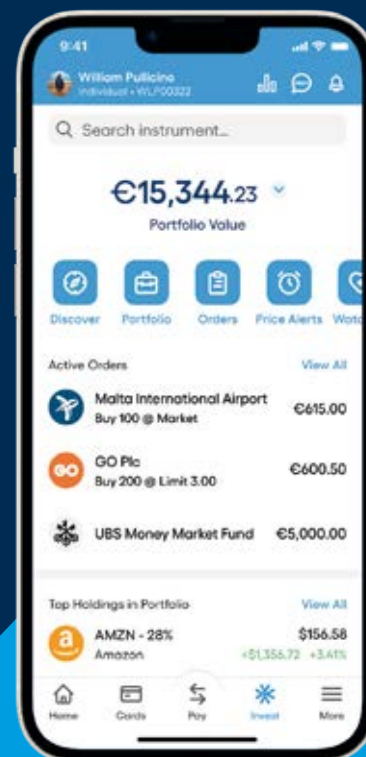 9:41
William Pullicino
Individual • WLP00322
Search instrument...
€15,344.23
Portfolio Value
Discover Portfolio Orders Price Alerts Watc
Active Orders View All
Malta International Airport
Buy 100 @ Market
€615.00
GO
GO Plc
Buy 200 @ Limit 3.00
€600.50
UBS Money Market Fund €5,000.00
Top Holdings in Portfolio View All
a
AMZN - 28%
Amazon
$156.58
+$1,356.72 +3.41%
Home Cards Pay Invest More